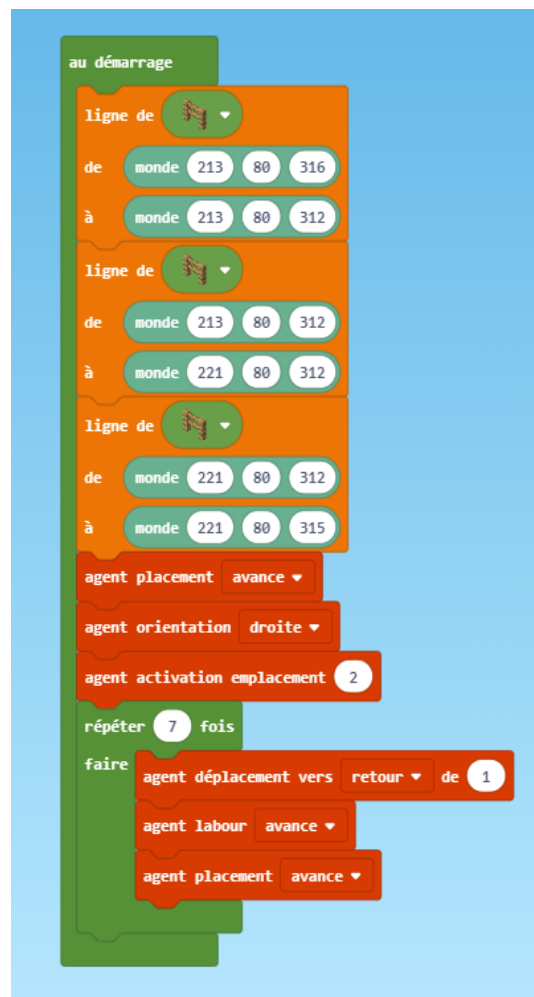 au démarrage
ligne de
de monde 213 80 316
à monde 213 80 312
ligne de
de monde 213 80 312
à monde 221 80 312
ligne de
de monde 221 80 312
à monde 221 80 315
agent placement avance
agent orientation droite
agent activation emplacement 2
répéter 7 fois
faire
agent déplacement vers retour de 1
agent labour avance
agent placement avance